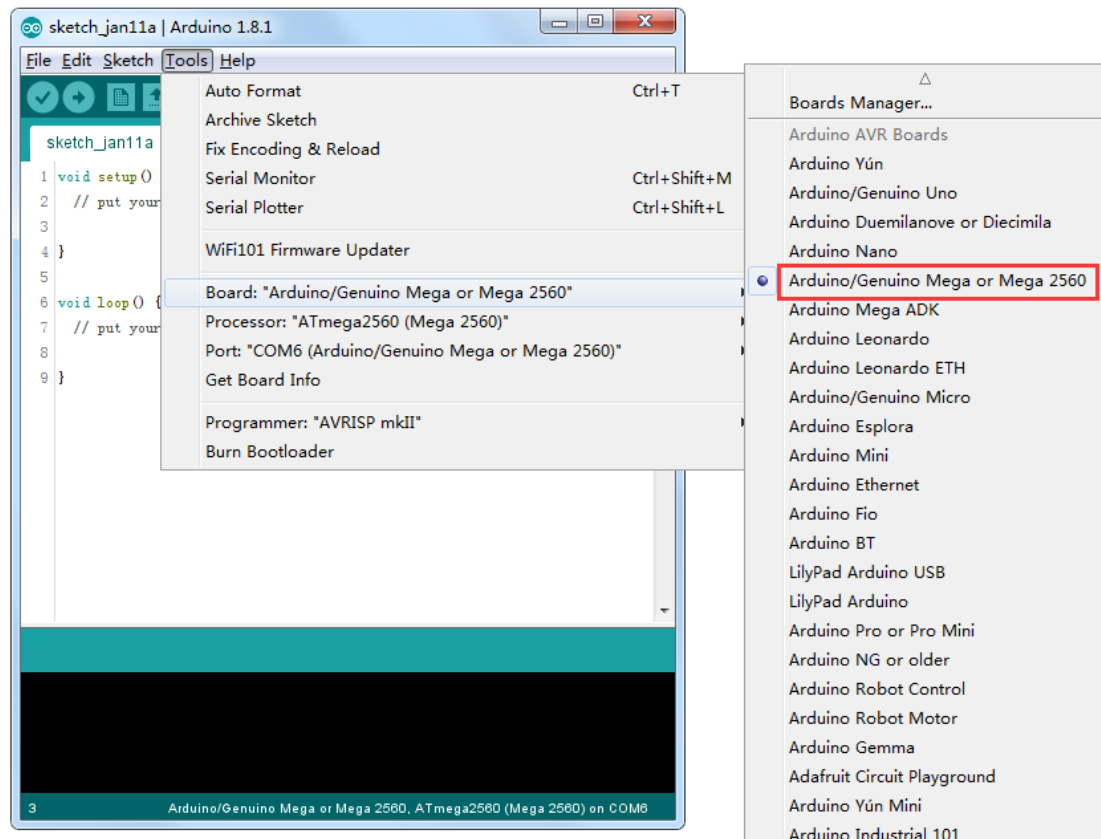 sketch_jan11a | Arduino 1.8.1
File Edit Sketch Tools Help
sketch_jan11a
1 void setup()
2 // put your
3
4 }
5
6 void loop() {
7 // put your
8
9 }
Auto Format Ctrl+T
Archive Sketch
Fix Encoding & Reload
Serial Monitor Ctrl+Shift+M
Serial Plotter Ctrl+Shift+L
WiFi101 Firmware Updater
Board: "Arduino/Genuino Mega or Mega 2560"
Processor: "ATmega2560 (Mega 2560)"
Port: "COM6 (Arduino/Genuino Mega or Mega 2560)"
Get Board Info
Programmer: "AVRISP mkII"
Burn Bootloader
Boards Manager...
Arduino AVR Boards
Arduino Yún
Arduino/Genuino Uno
Arduino Duemilanove or Diecimila
Arduino Nano
Arduino/Genuino Mega or Mega 2560
Arduino Mega ADK
Arduino Leonardo
Arduino Leonardo ETH
Arduino/Genuino Micro
Arduino Esplora
Arduino Mini
Arduino Ethernet
Arduino Fio
Arduino BT
LilyPad Arduino USB
LilyPad Arduino
Arduino Pro or Pro Mini
Arduino NG or older
Arduino Robot Control
Arduino Robot Motor
Arduino Gemma
Adafruit Circuit Playground
Arduino Yún Mini
Arduino Industrial 101
3 Arduino/Genuino Mega or Mega 2560, ATmega2560 (Mega 2560) on COM6